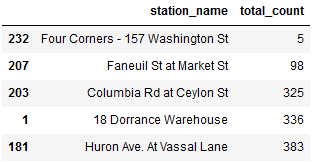 station_name total_count
232 Four Corners - 157 Washington St 5
207 Faneuil St at Market St 98
203 Columbia Rd at Ceylon St 325
1 18 Dorrance Warehouse 336
181 Huron Ave. At Vassal Lane 383